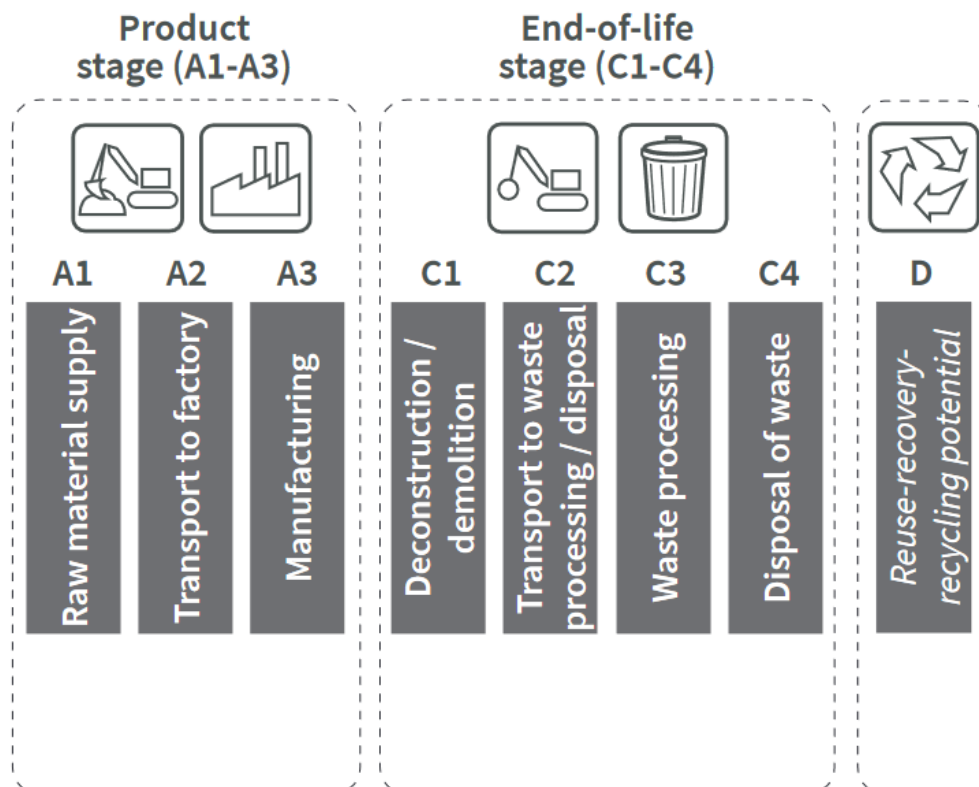 Product
stage (A1-A3)
End-of-life
stage (C1-C4)
A1
A2
A3
C1
C2
C3
C4
D
Raw material supply
Transport to factory
Manufacturing
Deconstruction /
demolition
Transport to waste
processing / disposal
Waste processing
Disposal of waste
Reuse-recovery-
recycling potential